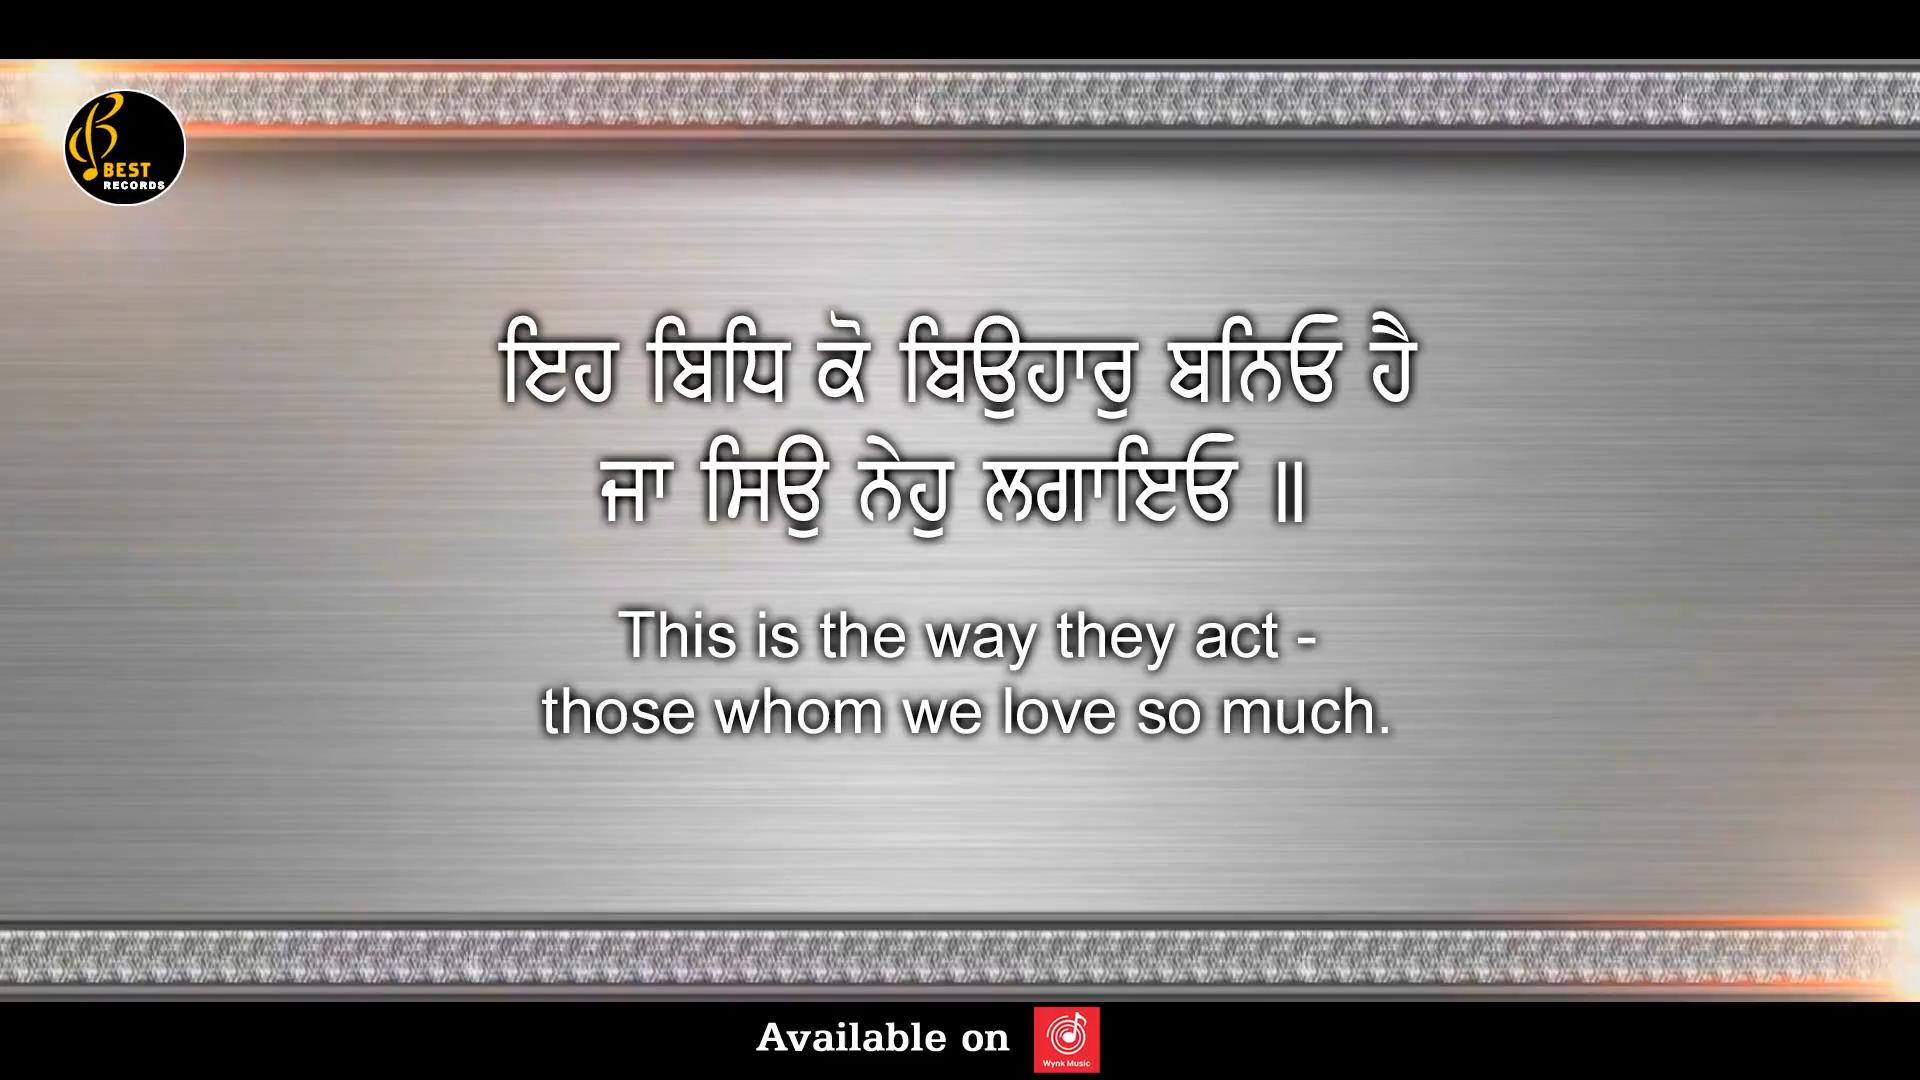 BEST
RECORDS
ਇਹ ਬਿਧਿ ਕੋ ਬਿਉਹਾਰੁ ਬਨਿਓ ਹੈ
ਜਾ ਸਿਉ ਨੇਹੁ ਲਗਾਇਓ ॥
This is the way they act -
those whom we love so much.
Available on
Wynk Music